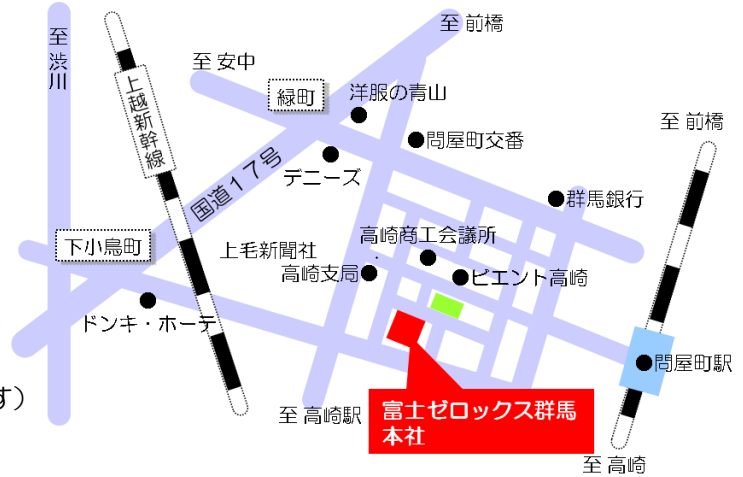 至 前橋
至 渋川
至 安中
上越新幹線
緑町
洋服の青山
至 前橋
問屋町交番
国道17号
デニーズ
群馬銀行
下小鳥町
上毛新聞社
高崎支局
高崎商工会議所
ビエント高崎
ドンキ・ホーテ
問屋町駅
す）
至 高崎駅
富士ゼロックス群馬
本社
至 高崎